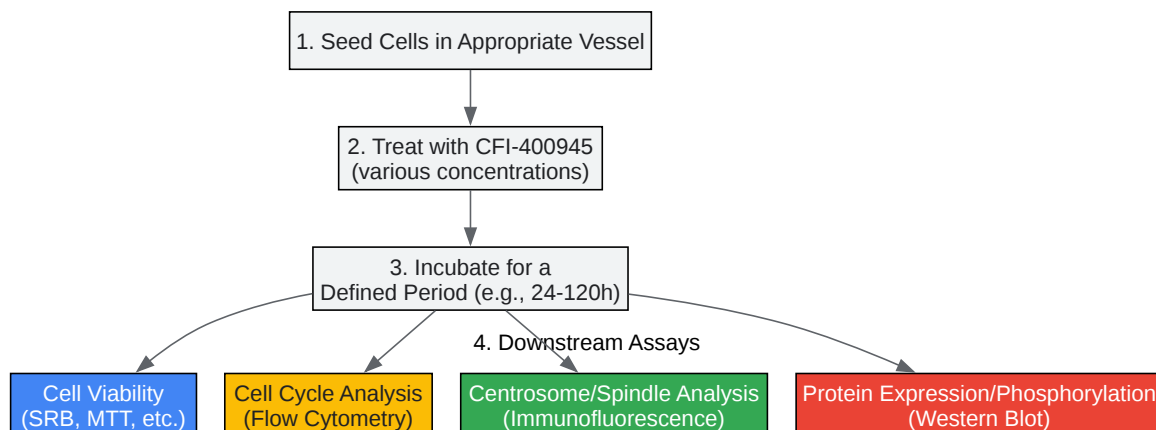 1. Seed Cells in Appropriate Vessel
2. Treat with CFI-400945
(various concentrations)
3. Incubate for a
Defined Period (e.g., 24-120h)
4. Downstream Assays
Cell Viability
(SRB, MTT, etc.)
Cell Cycle Analysis
(Flow Cytometry)
Centrosome/Spindle Analysis
(Immunofluorescence)
Protein Expression/Phosphorylation
(Western Blot)